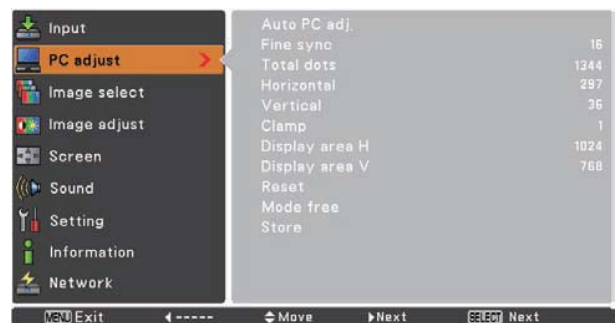 Input
PC adjust
Image select
Image adjust
Screen
Sound
Setting
Information
Network
Auto PC adj.
Fine sync 16
Total dots 1344
Horizontal 297
Vertical 36
Clamp 1
Display area H 1024
Display area V 768
Reset
Mode free
Store
MENU Exit ◀ ----- Move ▶Next SELECT Next